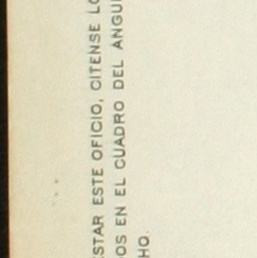 STAR ESTE OFICIO, CITENSE LO
OS EN EL CUADRO DEL ANGU
HO.